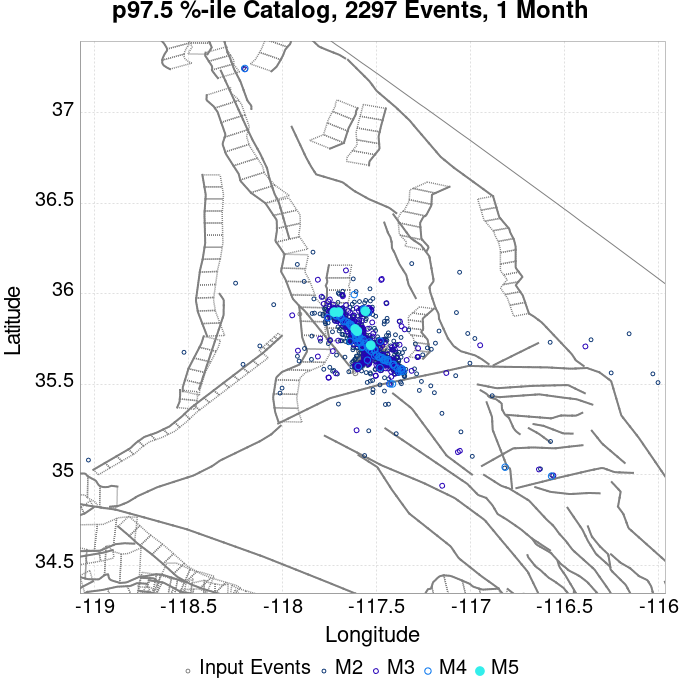 p97.5 %-ile Catalog, 2297 Events, 1 Month
37
36.5
36
35.5
35
34.5
Latitude
-119 -118.5 -118 -117.5 -117 -116.5 -116
Longitude
Input Events M2 M3 M4 M5